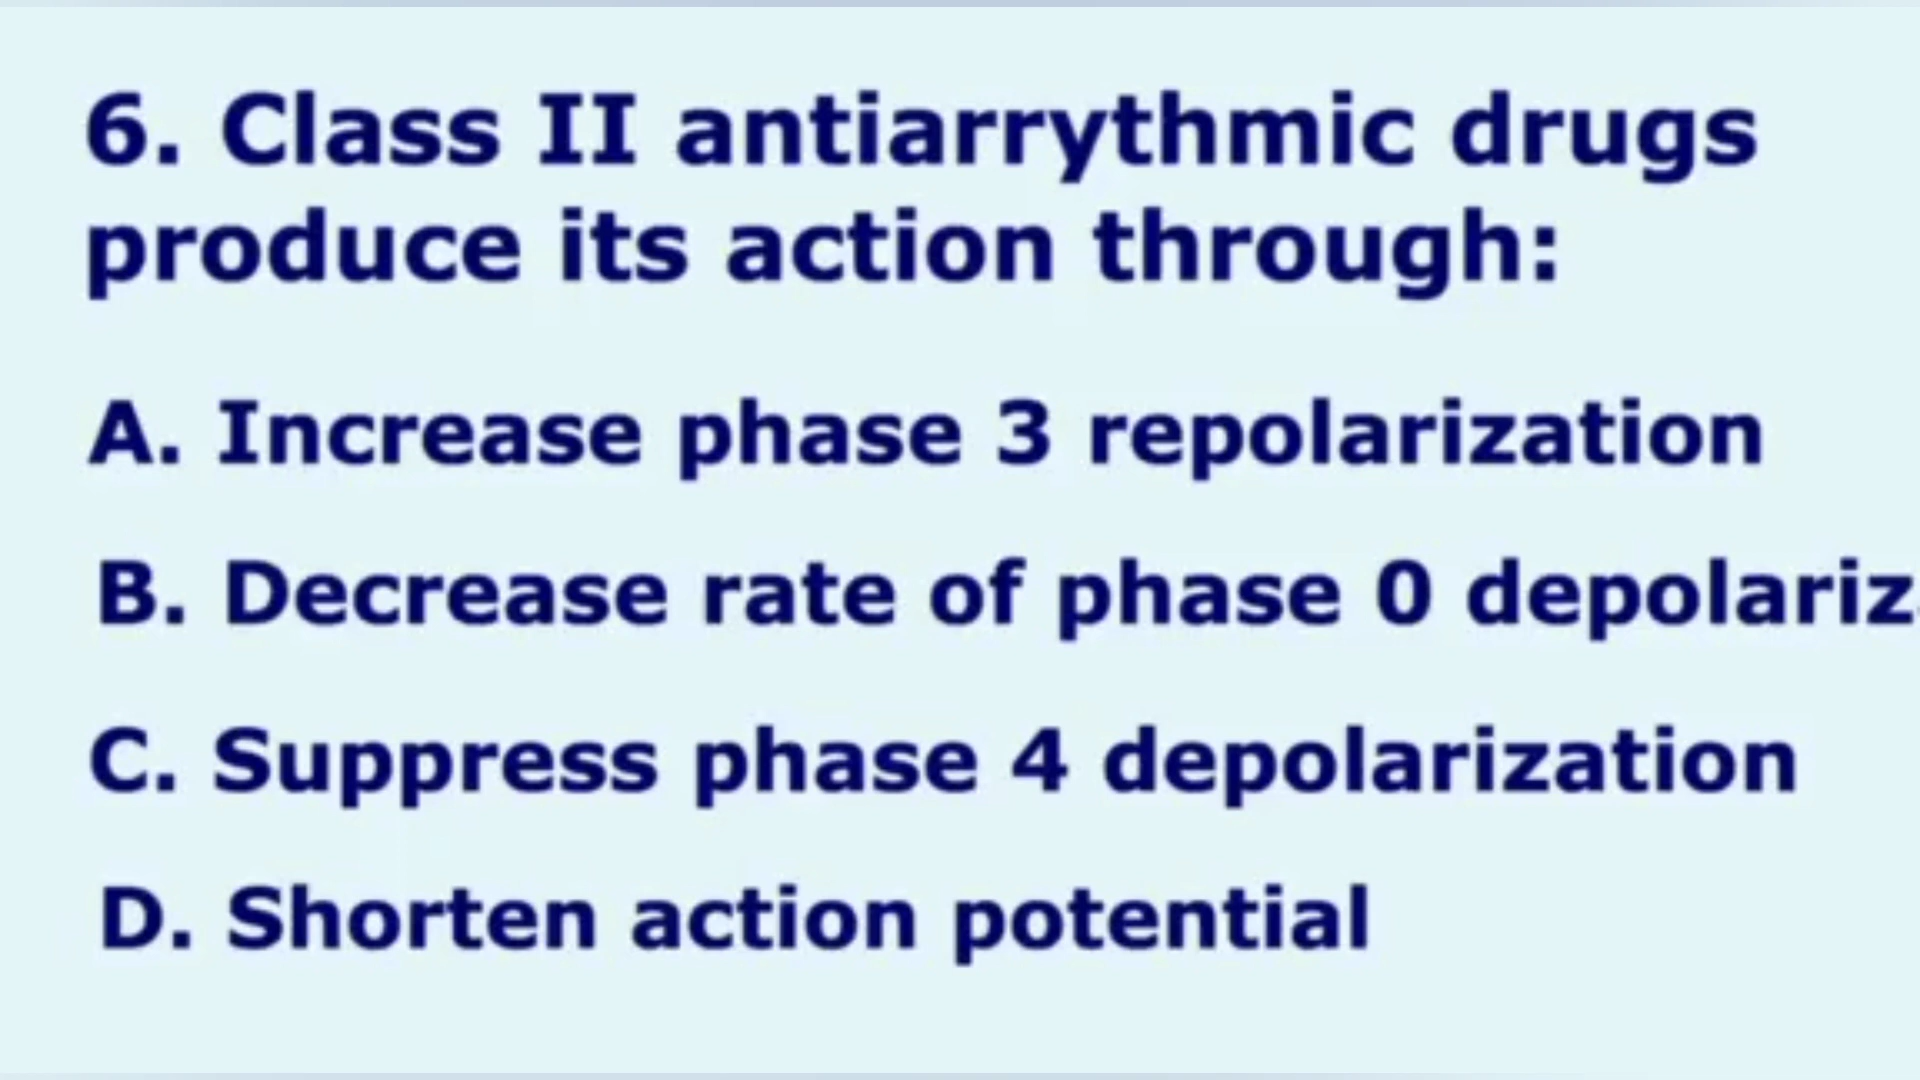 6. Class II antiarrythmic drugs
produce its action through:
A. Increase phase 3 repolarization
B. Decrease rate of phase 0 depolariz
C. Suppress phase 4 depolarization
D. Shorten action potential